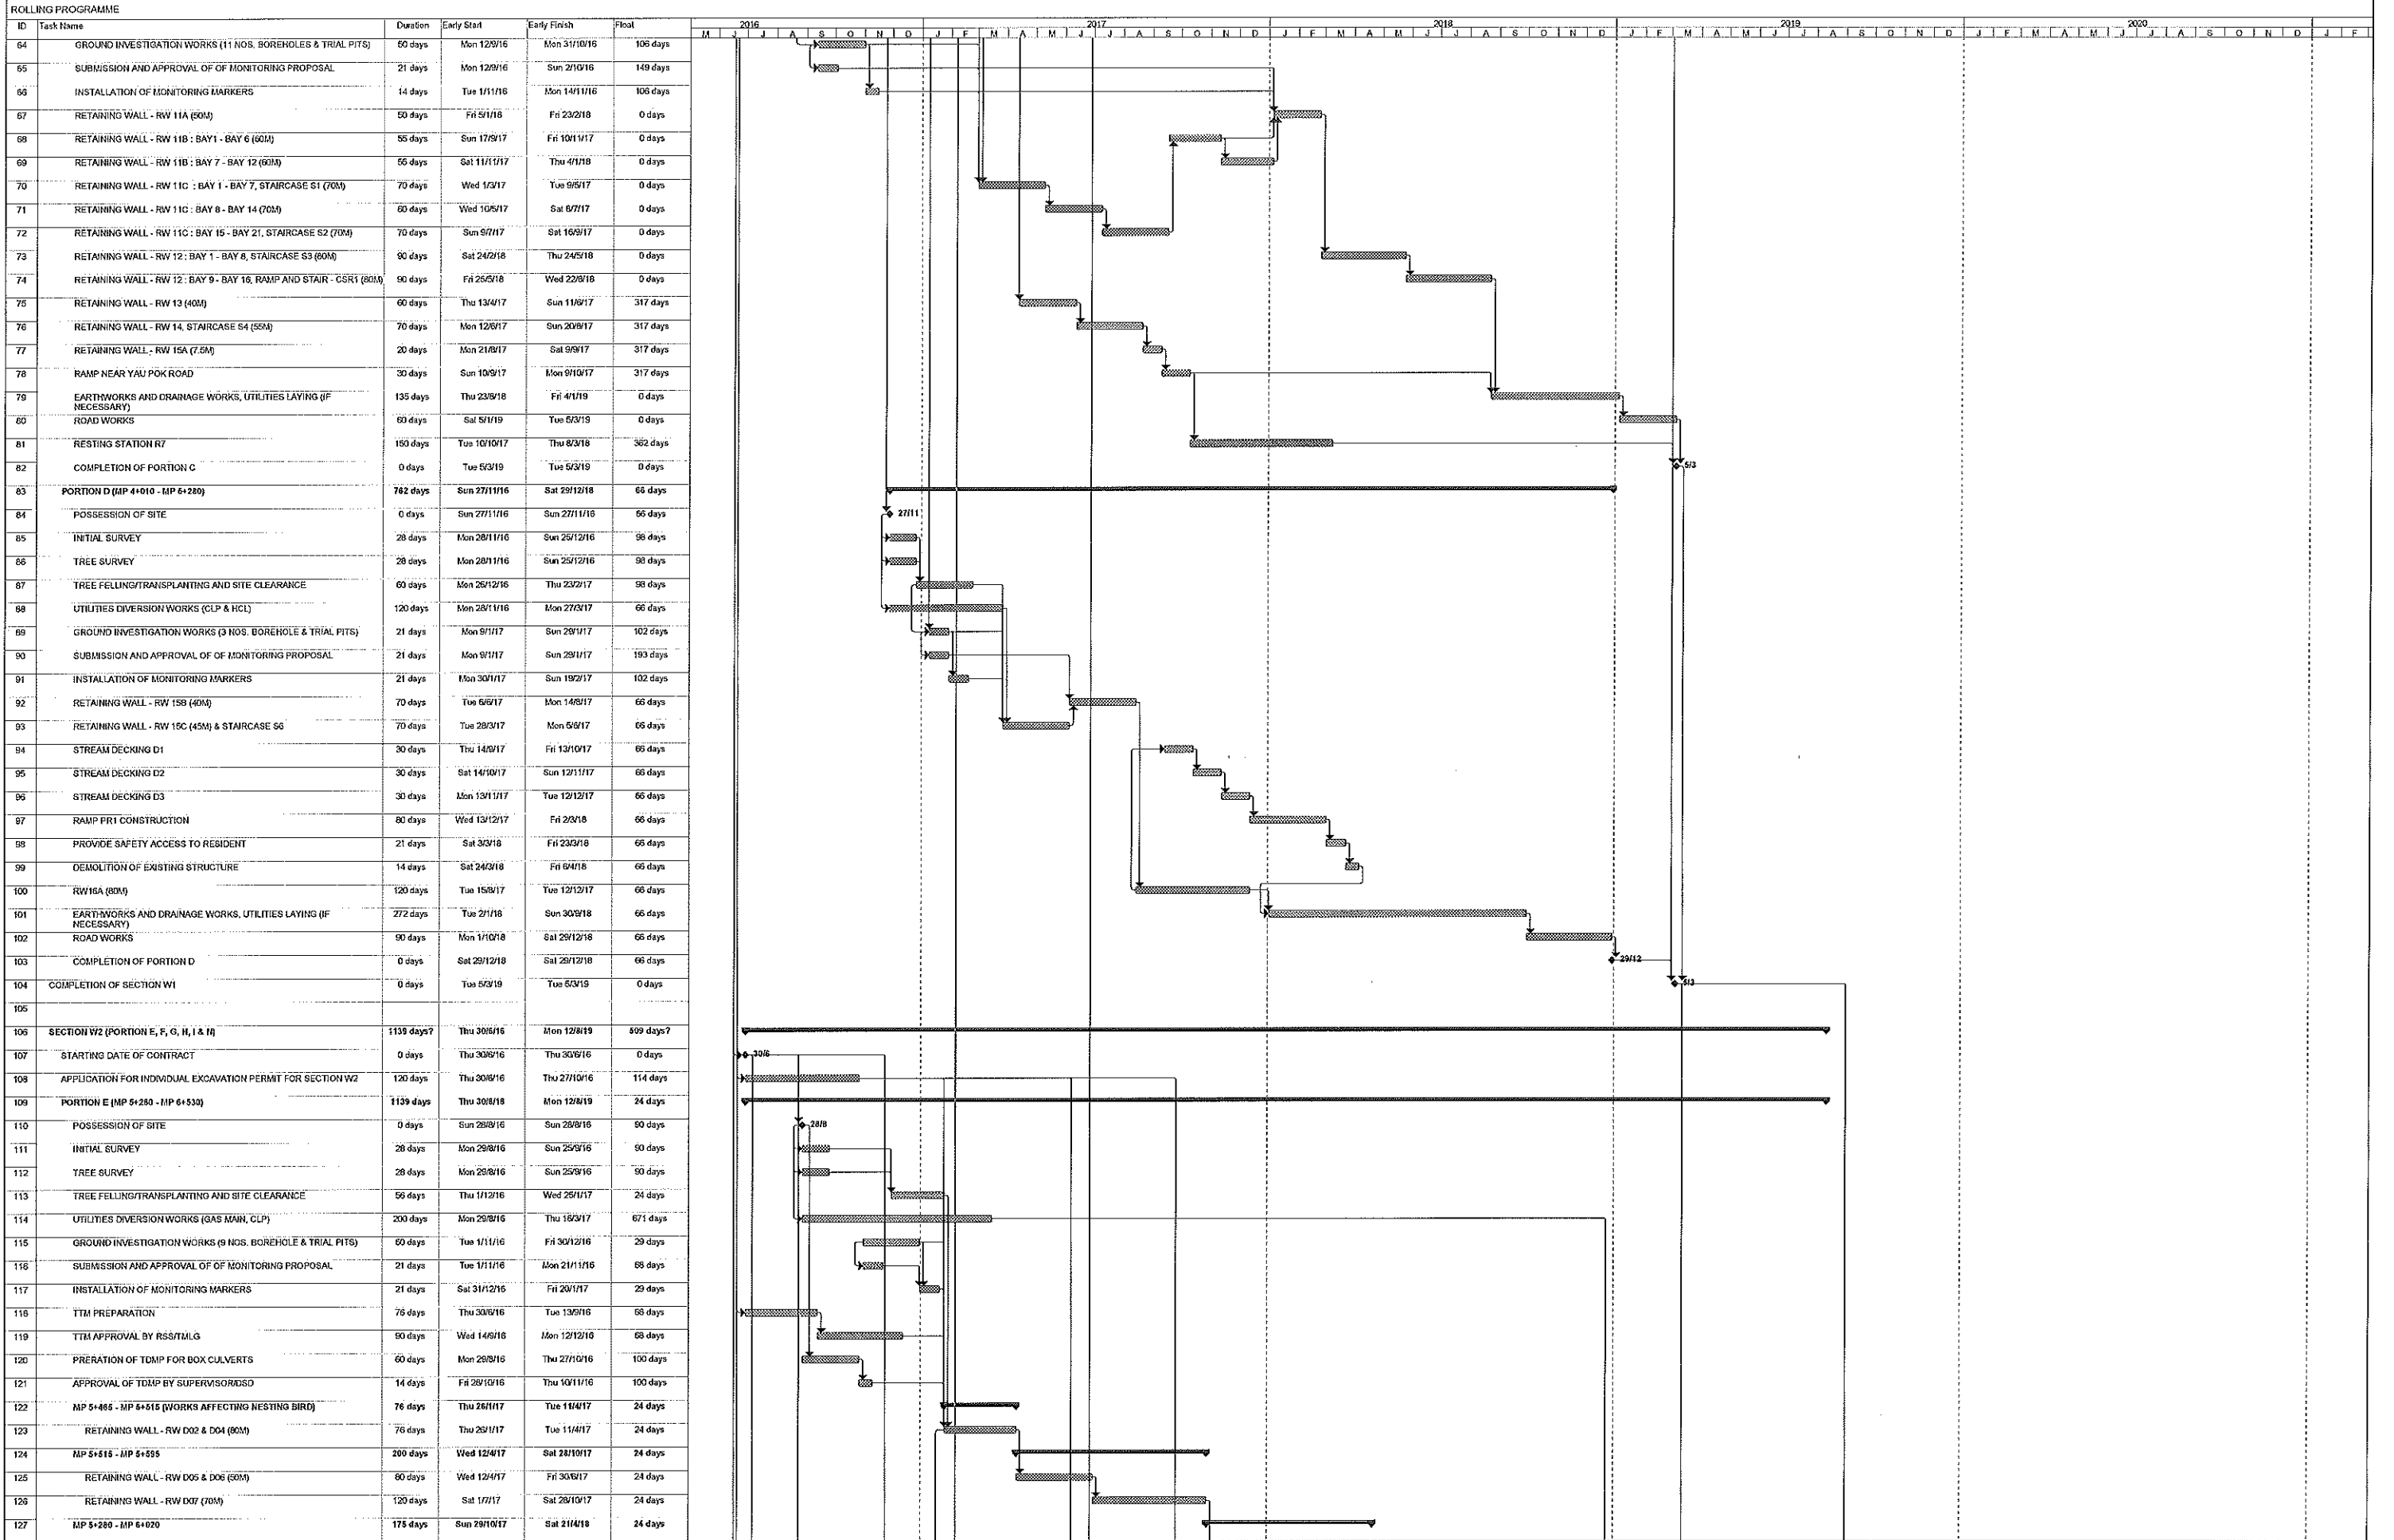 ROLLING PROGRAMME
ID Task Name Duration Early Start Early Finish Float 2016 2017 2018 2019 2020
M J J A S O N D J F M A M J J A S O N D J F M A M J J A S O N D J F M A M J J A S O N D J F M A M J J A S O N D J F
64 GROUND INVESTIGATION WORKS (11 NOS. BOREHOLES & TRIAL PITS) 50 days Mon 12/9/16 Mon 31/10/16 106 days
65 SUBMISSION AND APPROVAL OF OF MONITORING PROPOSAL 21 days Mon 12/9/16 Sun 2/10/16 149 days
66 INSTALLATION OF MONITORING MARKERS 14 days Tue 1/11/16 Mon 14/11/16 106 days
67 RETAINING WALL - RW 11A (50M) 50 days Fri 5/1/18 Fri 23/2/18 0 days
68 RETAINING WALL - RW 11B : BAY1 - BAY 6 (60M) 55 days Sun 17/9/17 Fri 10/11/17 0 days
69 RETAINING WALL - RW 11B : BAY 7 - BAY 12 (60M) 55 days Sat 11/11/17 Thu 4/1/18 0 days
70 RETAINING WALL - RW 11C : BAY 1 - BAY 7, STAIRCASE S1 (70M) 70 days Wed 1/3/17 Tue 9/5/17 0 days
71 RETAINING WALL - RW 11C : BAY 8 - BAY 14 (70M) 60 days Wed 10/5/17 Sat 8/7/17 0 days
72 RETAINING WALL - RW 11C : BAY 15 - BAY 21, STAIRCASE S2 (70M) 70 days Sun 9/7/17 Sat 16/9/17 0 days
73 RETAINING WALL - RW 12 : BAY 1 - BAY 8, STAIRCASE S3 (80M) 90 days Sat 24/2/18 Thu 24/5/18 0 days
74 RETAINING WALL - RW 12 : BAY 9 - BAY 16, RAMP AND STAIR - CSR1 (80M) 90 days Fri 25/5/18 Wed 22/8/18 0 days
75 RETAINING WALL - RW 13 (40M) 60 days Thu 13/4/17 Sun 11/6/17 317 days
76 RETAINING WALL - RW 14, STAIRCASE S4 (55M) 70 days Mon 12/6/17 Sun 20/8/17 317 days
77 RETAINING WALL - RW 15A (7.5M) 20 days Mon 21/8/17 Sat 9/9/17 317 days
78 RAMP NEAR YAU POK ROAD 30 days Sun 10/9/17 Mon 9/10/17 317 days
79 EARTHWORKS AND DRAINAGE WORKS, UTILITIES LAYING (IF 135 days Thu 23/8/18 Fri 4/1/19 0 days
NECESSARY)
80 ROAD WORKS 60 days Sat 5/1/19 Tue 5/3/19 0 days
81 RESTING STATION R7 150 days Tue 10/10/17 Thu 8/3/18 362 days
82 COMPLETION OF PORTION C 0 days Tue 5/3/19 Tue 5/3/19 0 days 5/3
83 PORTION D (MP 4+010 - MP 5+280) 762 days Sun 27/11/16 Sat 29/12/18 66 days
84 POSSESSION OF SITE 0 days Sun 27/11/16 Sun 27/11/16 66 days 27/11
85 INITIAL SURVEY 28 days Mon 28/11/16 Sun 25/12/16 98 days
86 TREE SURVEY 28 days Mon 28/11/16 Sun 25/12/16 98 days
87 TREE FELLING/TRANSPLANTING AND SITE CLEARANCE 60 days Mon 26/12/16 Thu 23/2/17 98 days
88 UTILITIES DIVERSION WORKS (CLP & HCL) 120 days Mon 28/11/16 Mon 27/3/17 66 days
89 GROUND INVESTIGATION WORKS (3 NOS. BOREHOLE & TRIAL PITS) 21 days Mon 9/1/17 Sun 29/1/17 102 days
90 SUBMISSION AND APPROVAL OF OF MONITORING PROPOSAL 21 days Mon 9/1/17 Sun 29/1/17 193 days
91 INSTALLATION OF MONITORING MARKERS 21 days Mon 30/1/17 Sun 19/2/17 102 days
92 RETAINING WALL - RW 15B (40M) 70 days Tue 6/6/17 Mon 14/8/17 66 days
93 RETAINING WALL - RW 15C (45M) & STAIRCASE S6 70 days Tue 28/3/17 Mon 5/6/17 66 days
94 STREAM DECKING D1 30 days Thu 14/9/17 Fri 13/10/17 66 days
95 STREAM DECKING D2 30 days Sat 14/10/17 Sun 12/11/17 66 days
96 STREAM DECKING D3 30 days Mon 13/11/17 Tue 12/12/17 66 days
97 RAMP PR1 CONSTRUCTION 80 days Wed 13/12/17 Fri 2/3/18 66 days
98 PROVIDE SAFETY ACCESS TO RESIDENT 21 days Sat 3/3/18 Fri 23/3/18 66 days
99 DEMOLITION OF EXISTING STRUCTURE 14 days Sat 24/3/18 Fri 6/4/18 66 days
100 RW16A (80M) 120 days Tue 15/8/17 Tue 12/12/17 66 days
101 EARTHWORKS AND DRAINAGE WORKS, UTILITIES LAYING (IF 272 days Tue 2/1/18 Sun 30/9/18 66 days
NECESSARY)
102 ROAD WORKS 90 days Mon 1/10/18 Sat 29/12/18 66 days
103 COMPLETION OF PORTION D 0 days Sat 29/12/18 Sat 29/12/18 66 days 29/12
104 COMPLETION OF SECTION W1 0 days Tue 5/3/19 Tue 5/3/19 0 days 5/3
105
106 SECTION W2 (PORTION E, F, G, H, I & N) 1139 days? Thu 30/6/16 Mon 12/8/19 509 days?
107 STARTING DATE OF CONTRACT 0 days Thu 30/6/16 Thu 30/6/16 0 days 30/6
108 APPLICATION FOR INDIVIDUAL EXCAVATION PERMIT FOR SECTION W2 120 days Thu 30/6/16 Thu 27/10/16 114 days
109 PORTION E (MP 5+280 - MP 6+530) 1139 days Thu 30/6/16 Mon 12/8/19 24 days
110 POSSESSION OF SITE 0 days Sun 28/8/16 Sun 28/8/16 90 days 28/8
111 INITIAL SURVEY 28 days Mon 29/8/16 Sun 25/9/16 90 days
112 TREE SURVEY 28 days Mon 29/8/16 Sun 25/9/16 90 days
113 TREE FELLING/TRANSPLANTING AND SITE CLEARANCE 56 days Thu 1/12/16 Wed 25/1/17 24 days
114 UTILITIES DIVERSION WORKS (GAS MAIN, CLP) 200 days Mon 29/8/16 Thu 16/3/17 671 days
115 GROUND INVESTIGATION WORKS (9 NOS. BOREHOLE & TRIAL PITS) 60 days Tue 1/11/16 Fri 30/12/16 29 days
116 SUBMISSION AND APPROVAL OF OF MONITORING PROPOSAL 21 days Tue 1/11/16 Mon 21/11/16 68 days
117 INSTALLATION OF MONITORING MARKERS 21 days Sat 31/12/16 Fri 20/1/17 29 days
118 TTM PREPARATION 76 days Thu 30/6/16 Tue 13/9/16 68 days
119 TTM APPROVAL BY RSS/TMLG 90 days Wed 14/9/16 Mon 12/12/16 68 days
120 PRERATION OF TDMP FOR BOX CULVERTS 60 days Mon 29/8/16 Thu 27/10/16 100 days
121 APPROVAL OF TDMP BY SUPERVISOR/DSD 14 days Fri 28/10/16 Thu 10/11/16 100 days
122 MP 5+465 - MP 5+515 (WORKS AFFECTING NESTING BIRD) 76 days Thu 26/1/17 Tue 11/4/17 24 days
123 RETAINING WALL - RW D02 & D04 (80M) 76 days Thu 26/1/17 Tue 11/4/17 24 days
124 MP 5+515 - MP 5+595 200 days Wed 12/4/17 Sat 28/10/17 24 days
125 RETAINING WALL - RW D05 & D06 (50M) 80 days Wed 12/4/17 Fri 30/6/17 24 days
126 RETAINING WALL - RW D07 (70M) 120 days Sat 1/7/17 Sat 28/10/17 24 days
127 MP 5+280 - MP 6+020 175 days Sun 29/10/17 Sat 21/4/18 24 days